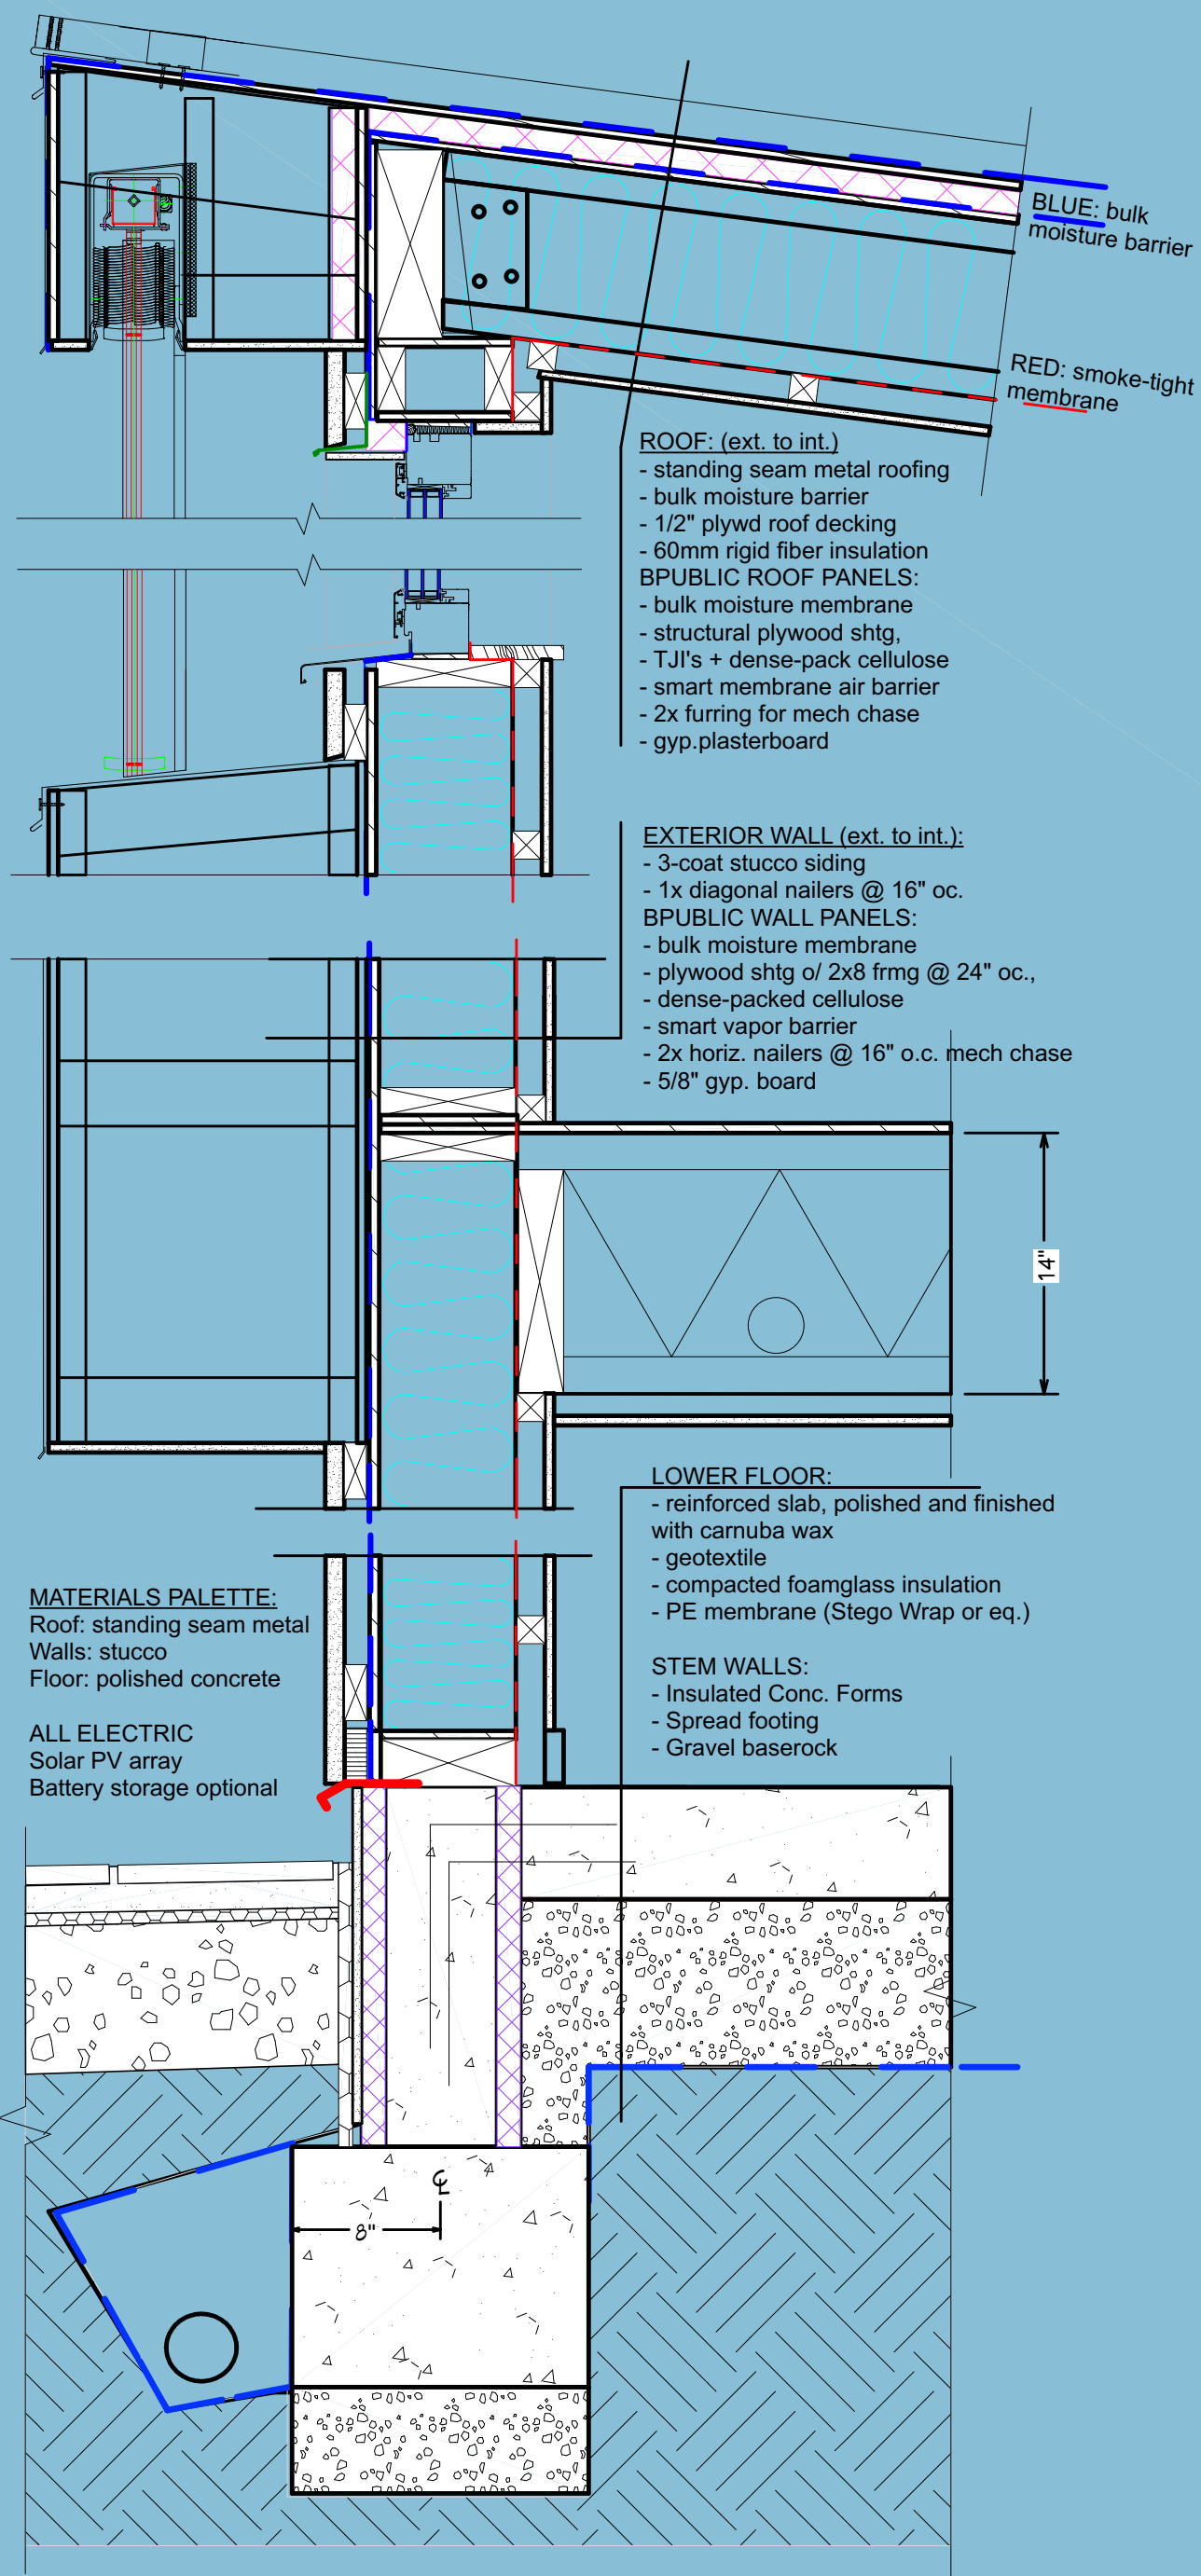 BLUE: bulk
moisture barrier
RED: smoke-tight
membrane
ROOF: (ext. to int.)
- standing seam metal roofing
- bulk moisture barrier
- 1/2" plywd roof decking
- 60mm rigid fiber insulation
BPUBLIC ROOF PANELS:
- bulk moisture membrane
- structural plywood shtg,
- TJI's + dense-pack cellulose
- smart membrane air barrier
- 2x furring for mech chase
- gyp.plasterboard
EXTERIOR WALL (ext. to int.):
- 3-coat stucco siding
- 1x diagonal nailers @ 16" oc.
BPUBLIC WALL PANELS:
- bulk moisture membrane
- plywood shtg o/ 2x8 frmg @ 24" oc.,
- dense-packed cellulose
- smart vapor barrier
- 2x horiz. nailers @ 16" o.c. mech chase
- 5/8" gyp. board
14"
LOWER FLOOR:
- reinforced slab, polished and finished
with carnuba wax
- geotextile
- compacted foamglass insulation
- PE membrane (Stego Wrap or eq.)
STEM WALLS:
- Insulated Conc. Forms
- Spread footing
- Gravel baserock
MATERIALS PALETTE:
Roof: standing seam metal
Walls: stucco
Floor: polished concrete
ALL ELECTRIC
Solar PV array
Battery storage optional
℄
8"